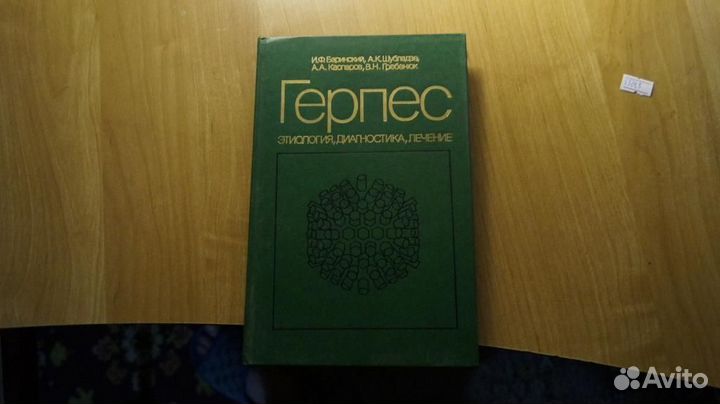 И.Ф. Баринский, А.К. Шубладзе,
А.А. Каспаров, В.Н. Гребенюк
Герпес
ЭТИОЛОГИЯ, ДИАГНОСТИКА, ЛЕЧЕНИЕ
Avito